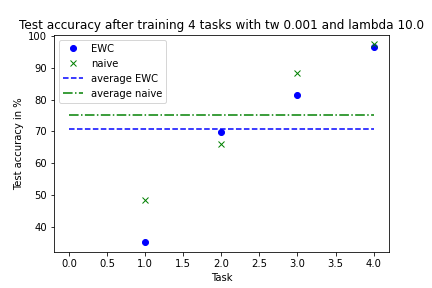 Test accuracy after training 4 tasks with tw 0.001 and lambda 10.0
100
90
80
70
60
50
40
Test accuracy in %
EWC
naive
average EWC
average naive
0.0 0.5 1.0 1.5 2.0 2.5 3.0 3.5 4.0
Task